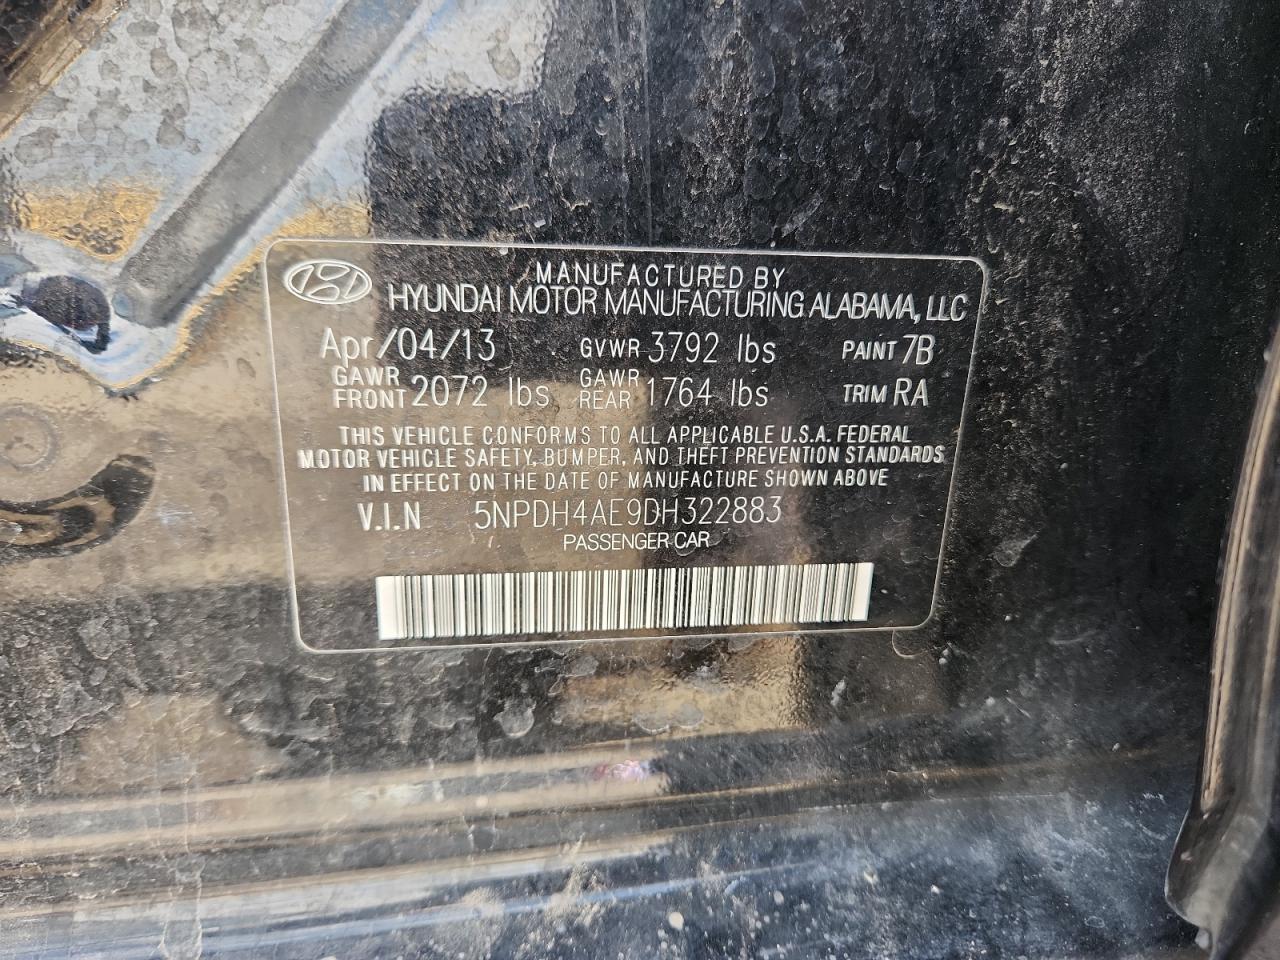 MANUFACTURED BY
HYUNDAI MOTOR MANUFACTURING ALABAMA, LLC
Apr/04/13 GVWR 3792 lbs PAINT 7B
GAWR FRONT 2072 lbs GAWR REAR 1764 lbs TRIM RA
THIS VEHICLE CONFORMS TO ALL APPLICABLE U.S.A. FEDERAL
MOTOR VEHICLE SAFETY, BUMPER, AND THEFT PREVENTION STANDARDS
IN EFFECT ON THE DATE OF MANUFACTURE SHOWN ABOVE
V.I.N 5NPDH4AE9DH322883
PASSENGER CAR